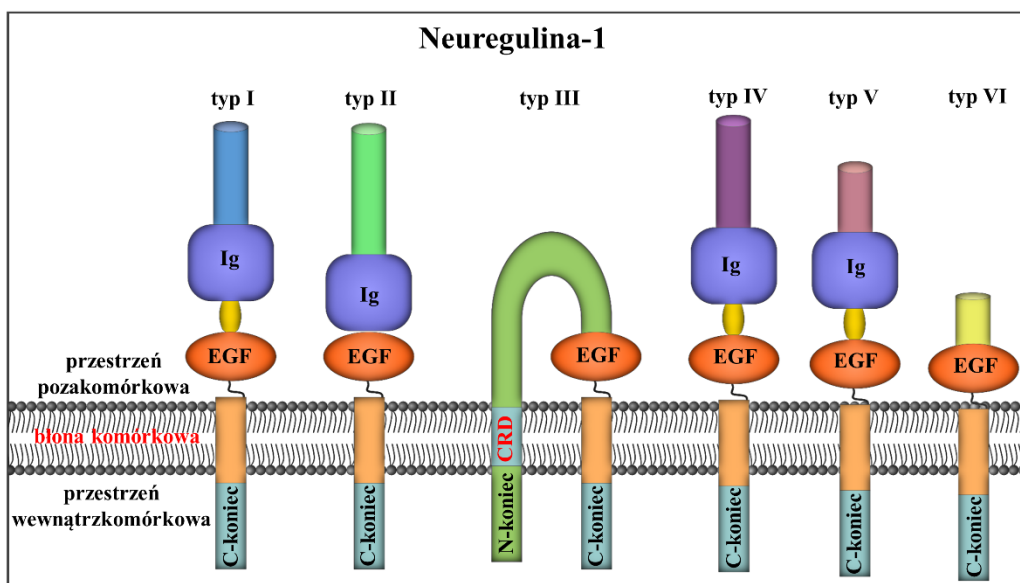 Neuregulina-1
typ I
typ II
typ III
typ IV
typ V
typ VI
Ig
Ig
Ig
Ig
EGF
EGF
EGF
EGF
EGF
EGF
przestrzeń
pozakomórkowa
błona komórkowa
CRD
przestrzeń
wewnątrzkomórkowa
C-koniec
C-koniec
N-koniec
C-koniec
C-koniec
C-koniec
C-koniec